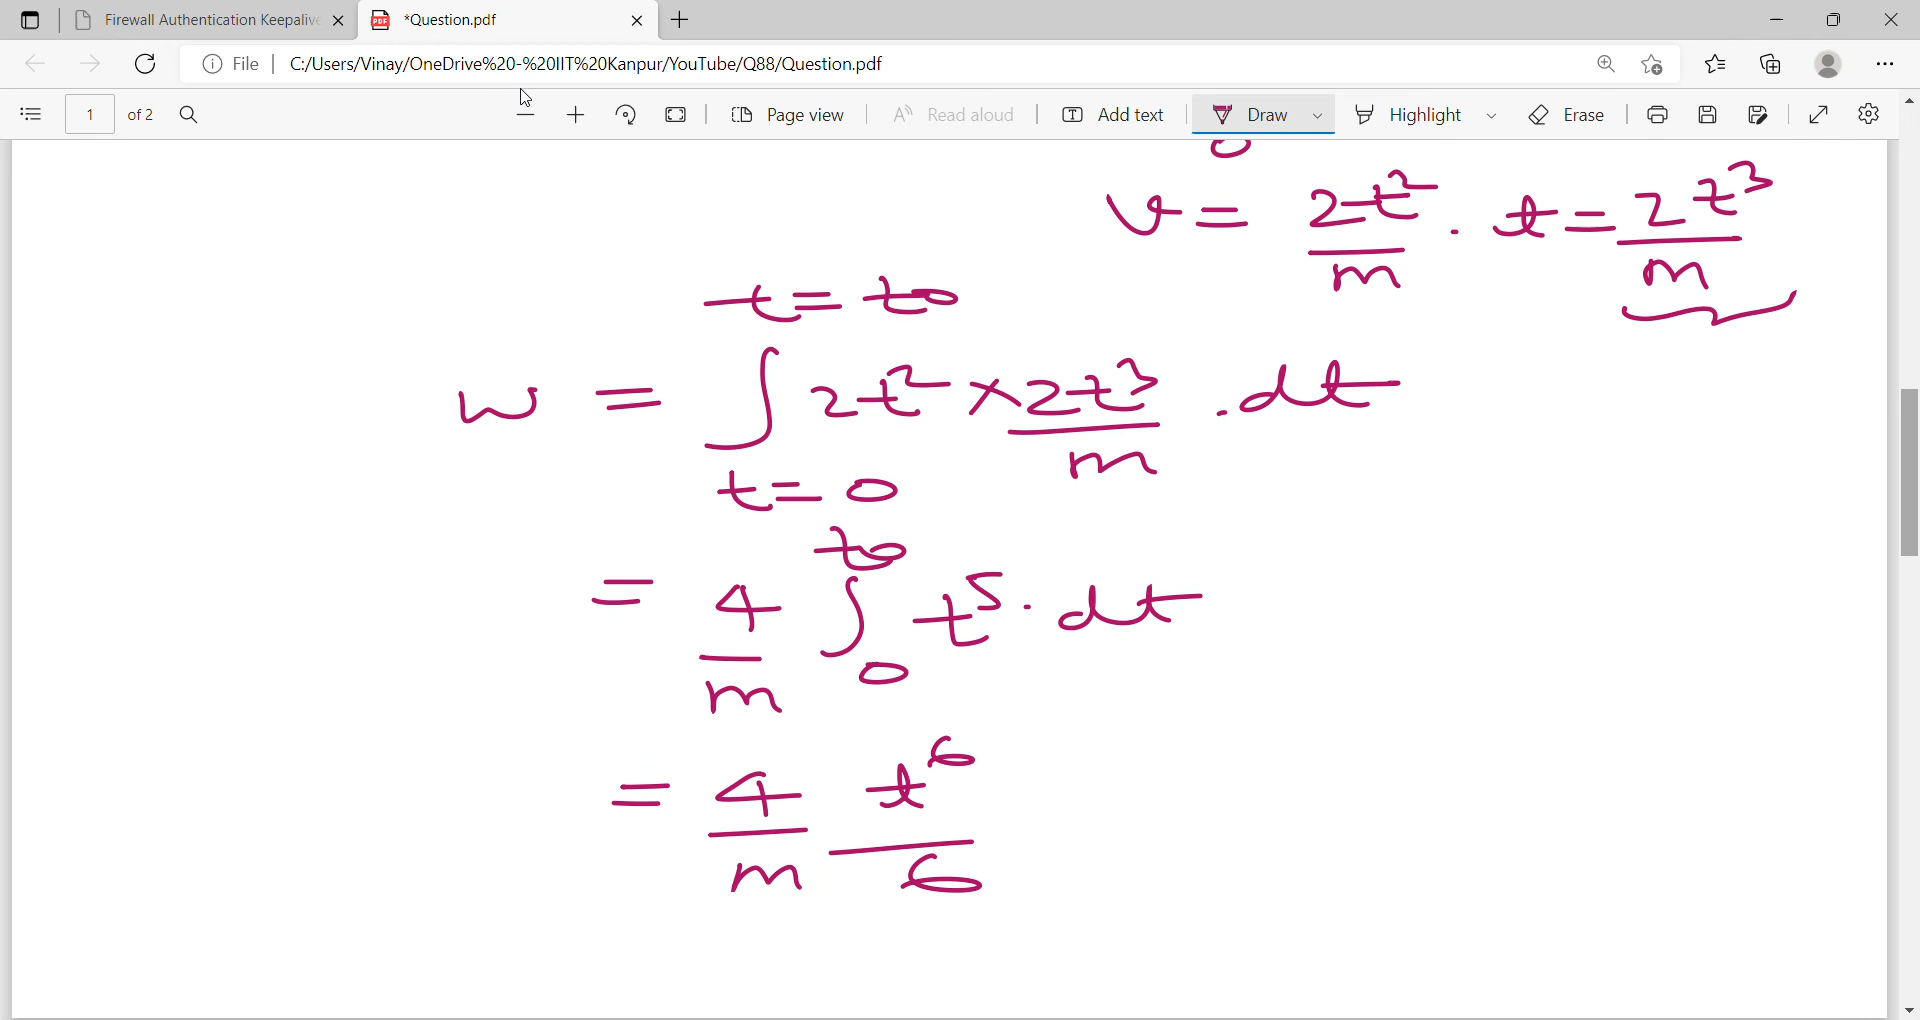 Firewall Authentication Keepaliv
*Question.pdf
File
C:/Users/Vinay/OneDrive%20-%20IIT%20Kanpur/YouTube/Q88/Question.pdf
1 of 2
Page view
Read aloud
Add text
Draw
Highlight
Erase
0
v = 2t²/m . t = 2t³/m
t = t0
w = ∫ 2t² × 2t³/m . dt
t = 0
t0
= 4/m ∫ t⁵ . dt
0
= 4/m t⁶/6